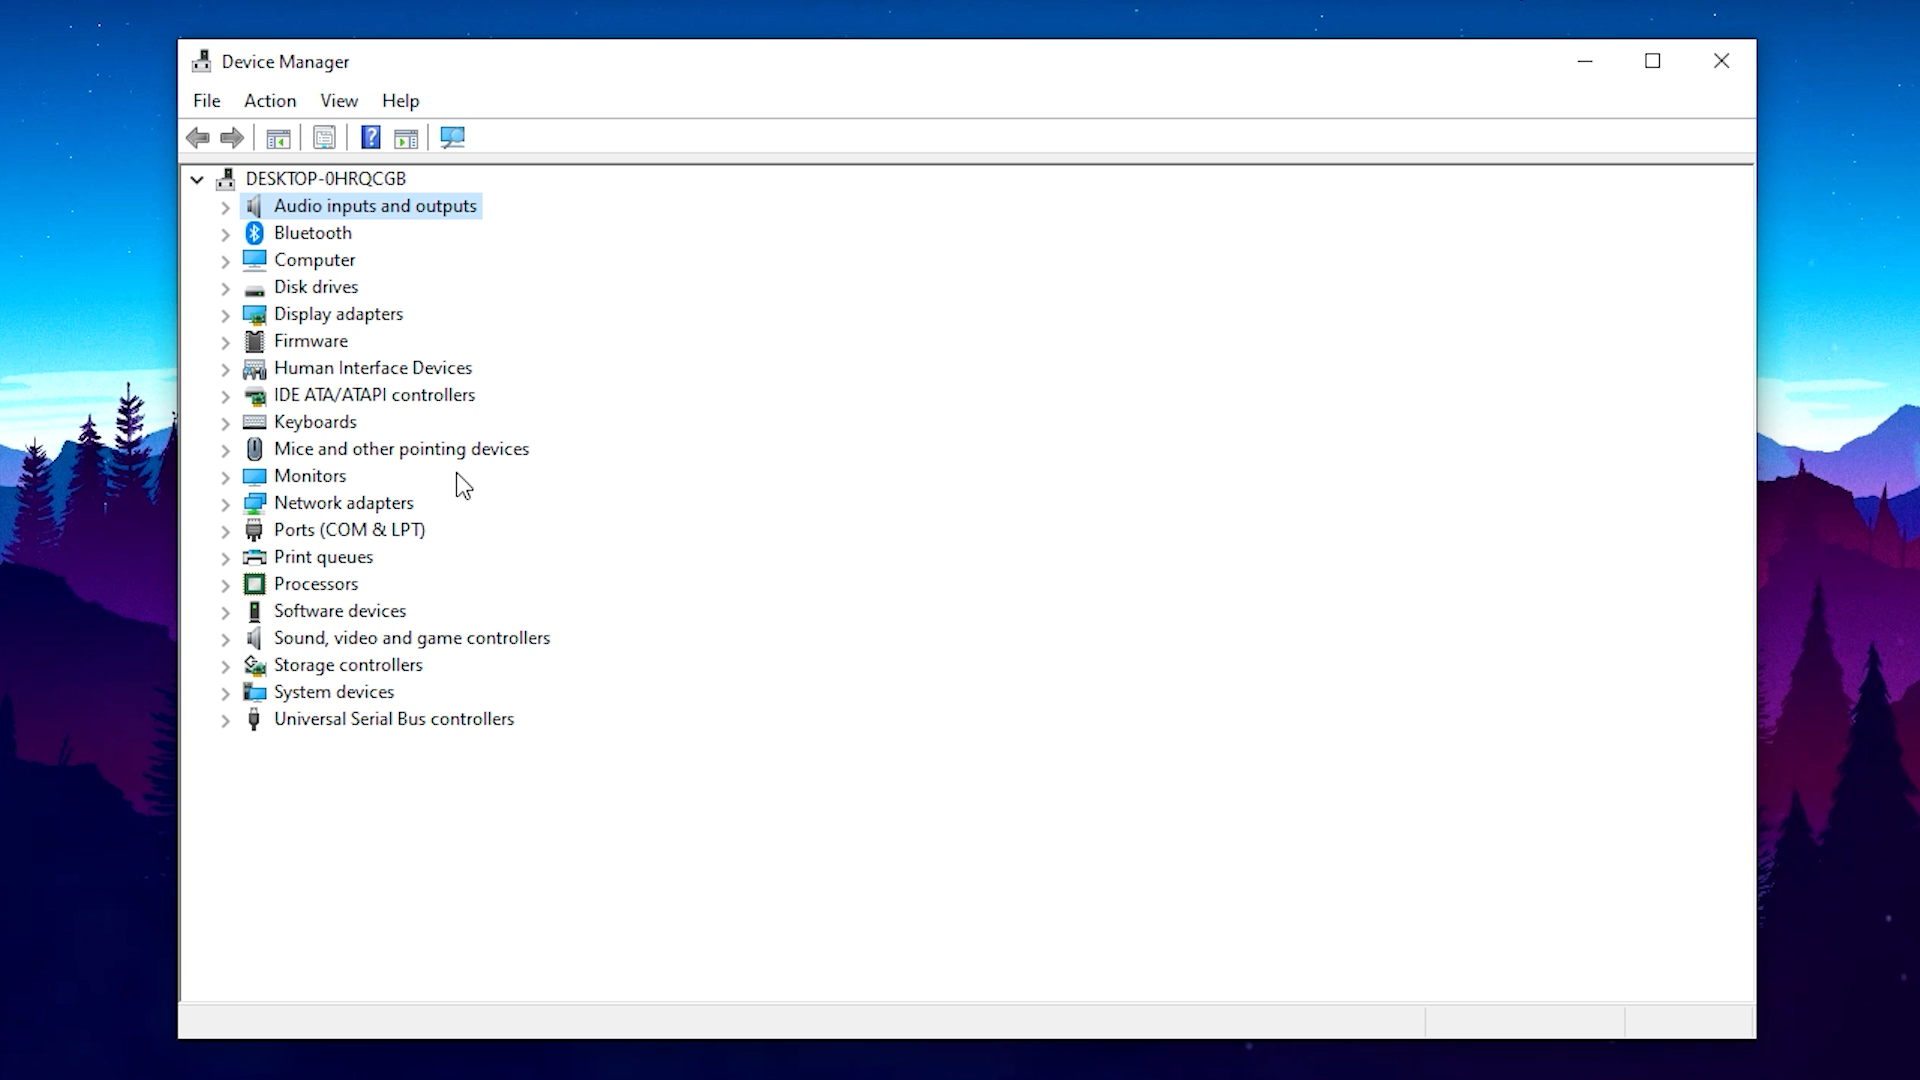 Device Manager
File Action View Help
DESKTOP-0HRQCGB
Audio inputs and outputs
Bluetooth
Computer
Disk drives
Display adapters
Firmware
Human Interface Devices
IDE ATA/ATAPI controllers
Keyboards
Mice and other pointing devices
Monitors
Network adapters
Ports (COM & LPT)
Print queues
Processors
Software devices
Sound, video and game controllers
Storage controllers
System devices
Universal Serial Bus controllers